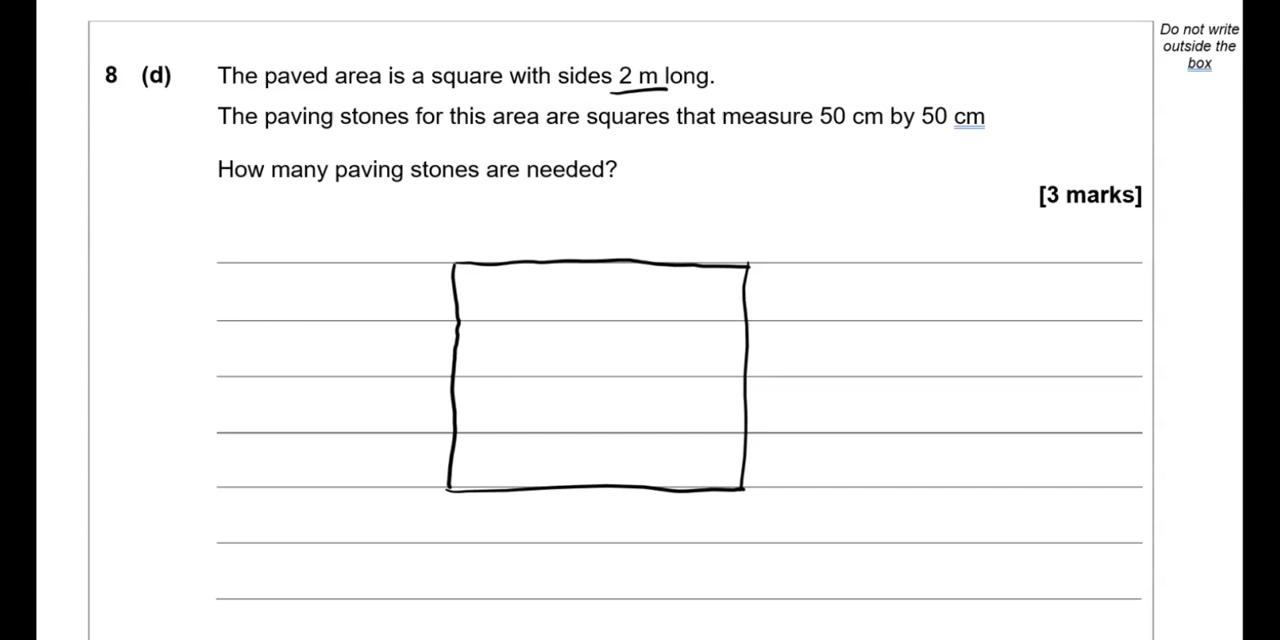 Do not write
outside the
box
8 (d) The paved area is a square with sides 2 m long.
The paving stones for this area are squares that measure 50 cm by 50 cm
How many paving stones are needed?
[3 marks]